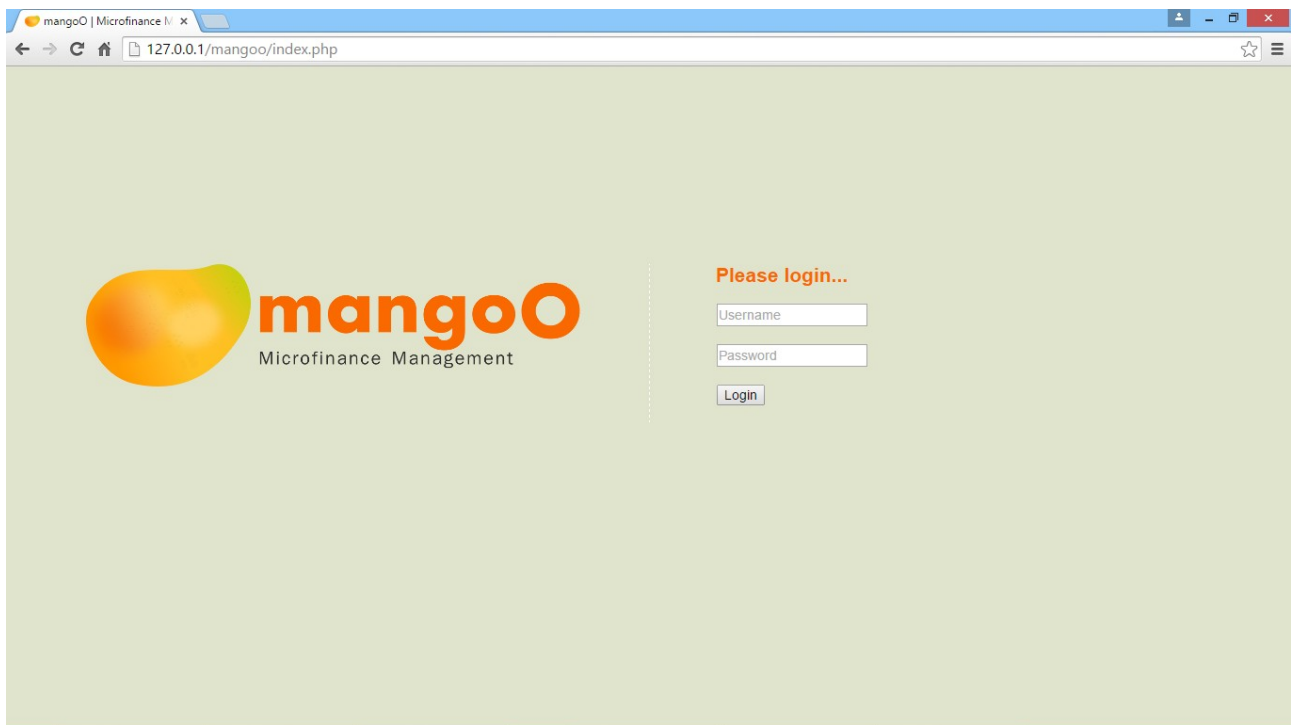 mangoO | Microfinance M
127.0.0.1/mangoo/index.php
mangoO
Microfinance Management
Please login...
Username
Password
Login